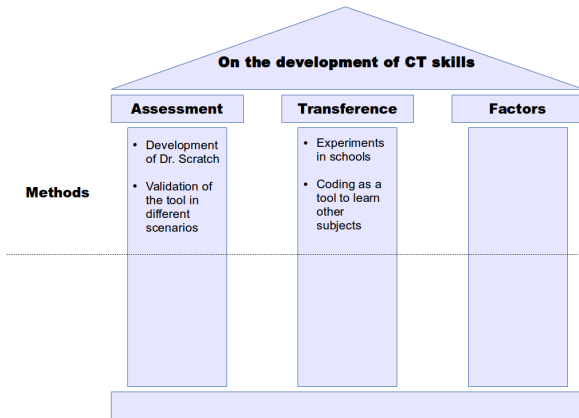 On the development of CT skills
Assessment
Transference
Factors
Methods
• Development
of Dr. Scratch
• Validation of
the tool in
different
scenarios
• Experiments
in schools
• Coding as a
tool to learn
other
subjects